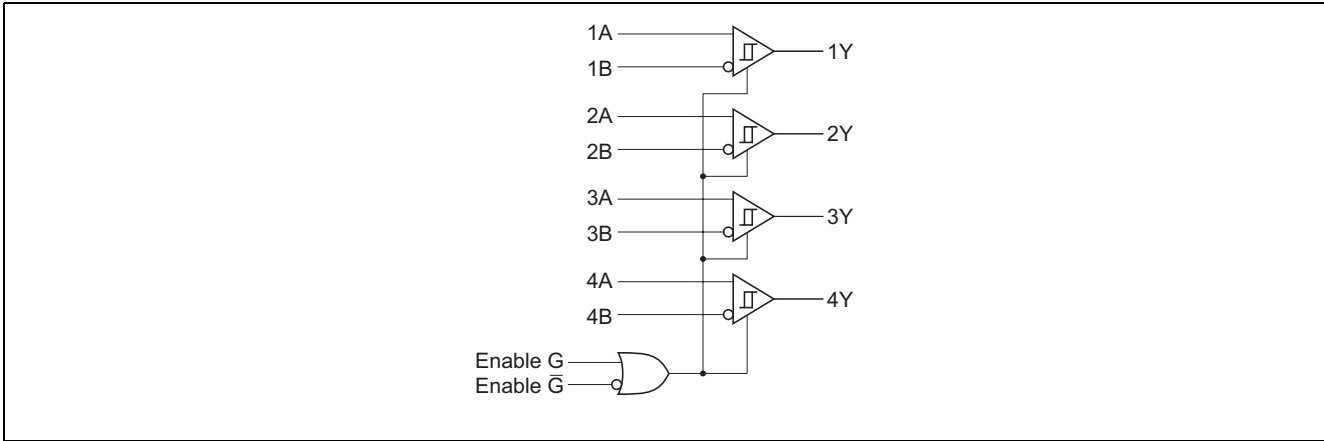 1A
1B
1Y
2A
2B
2Y
3A
3B
3Y
4A
4B
4Y
Enable G
Enable G̅